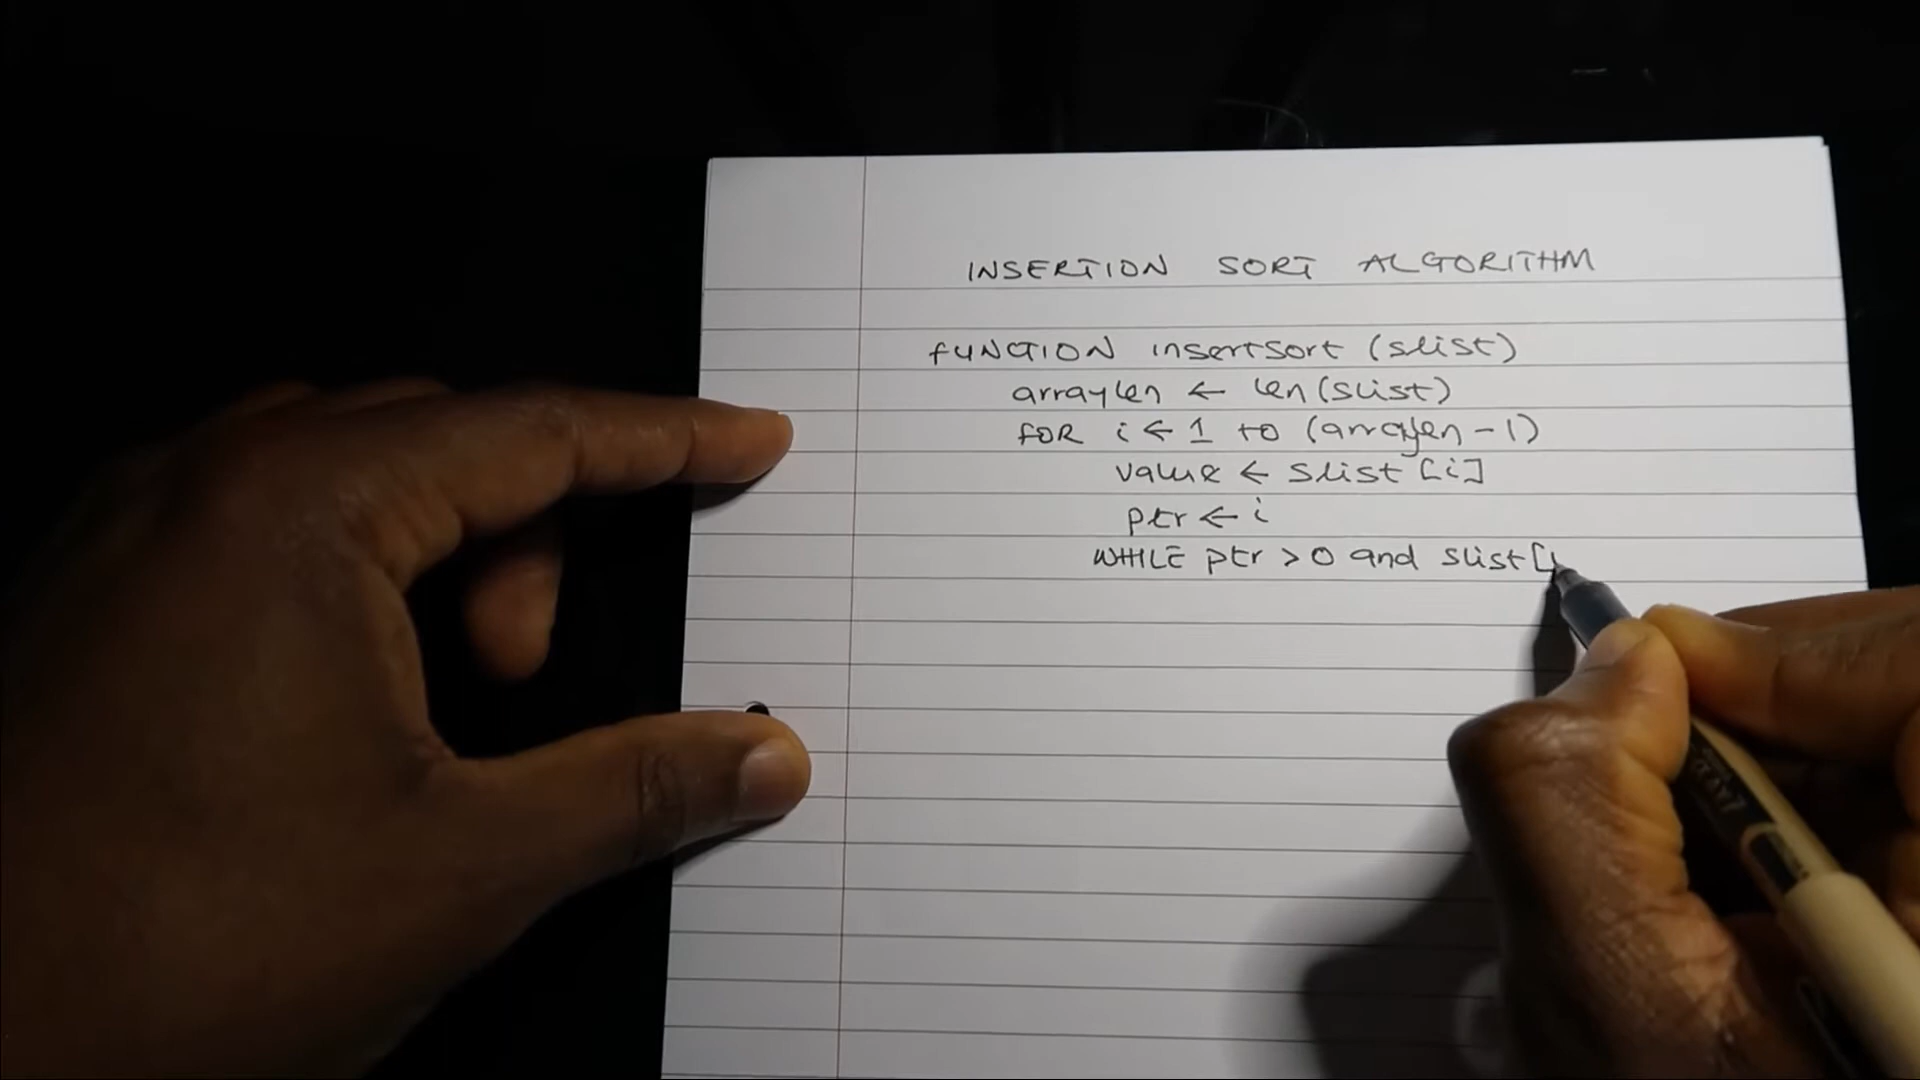 INSERTION SORT ALGORITHM
FUNCTION insertsort (slist)
arraylen ← len(slist)
FOR i ← 1 to (arraylen - 1)
value ← slist [i]
ptr ← i
WHILE ptr > 0 and slist[